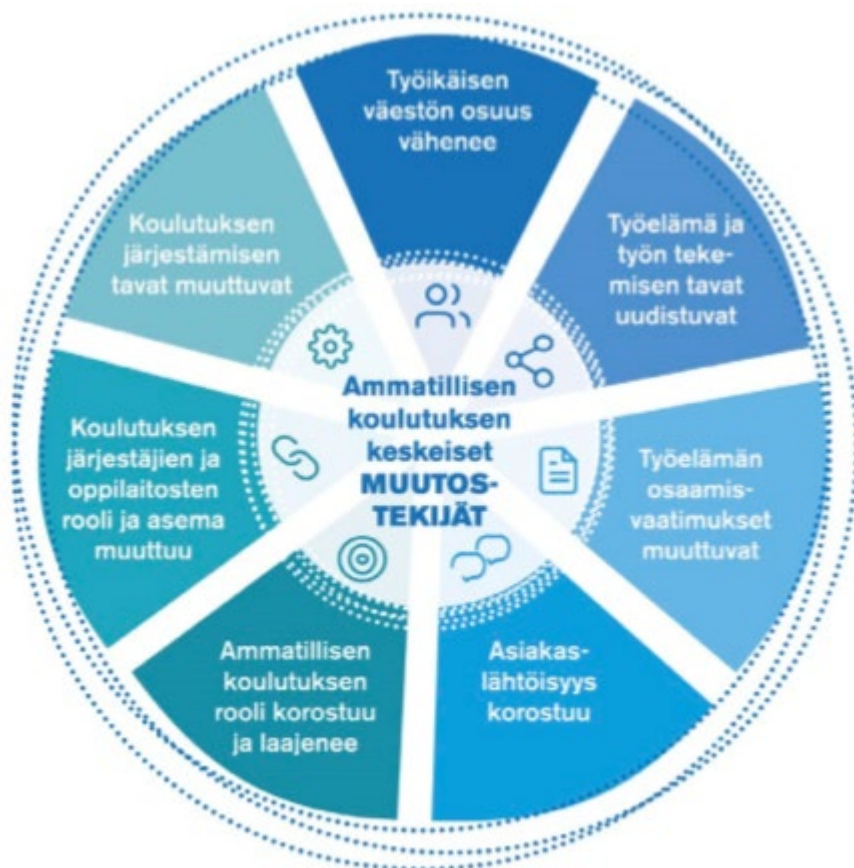 Työikäisen
väestön osuus
vähenee
Työelämä ja
työn teke-
misen tavat
uudistuvat
Työelämän
osaamis-
vaatimukset
muuttuvat
Asiakas-
lähtöisyys
korostuu
Ammatillisen
koulutuksen
rooli korostuu
ja laajenee
Koulutuksen
järjestäjien ja
oppilaitosten
rooli ja asema
muuttuu
Koulutuksen
järjestämisen
tavat muuttuvat
Ammatillisen
koulutuksen
keskeiset
MUUTOS-
TEKIJÄT